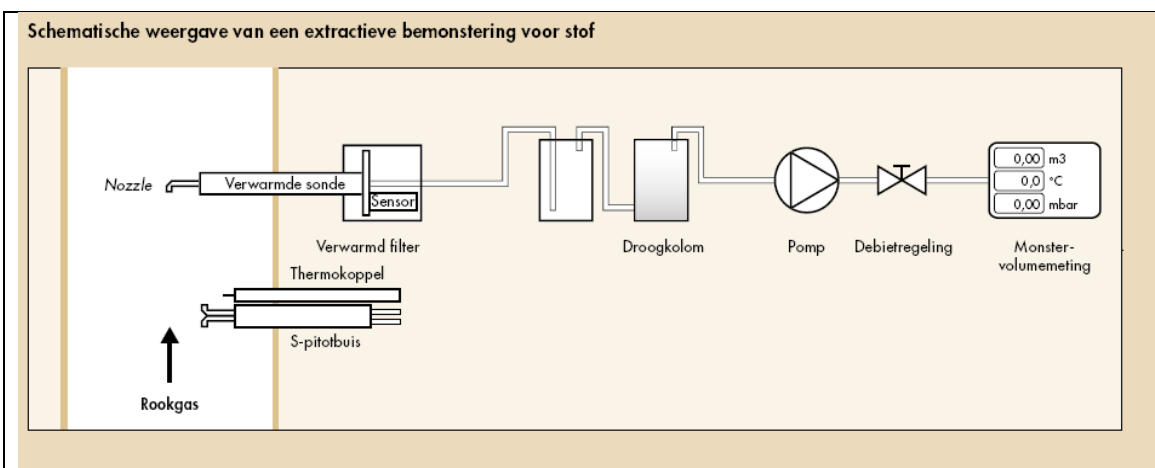 Schematische weergave van een extractieve bemonstering voor stof
Nozzle
Verwarmde sonde
Sensor
Verwarmd filter
Droogkolom
Pomp
Debietregeling
0,00 m3
0,0 °C
0,00 mbar
Monster-
volumemeting
Thermokoppel
S-pitotbuis
Rookgas